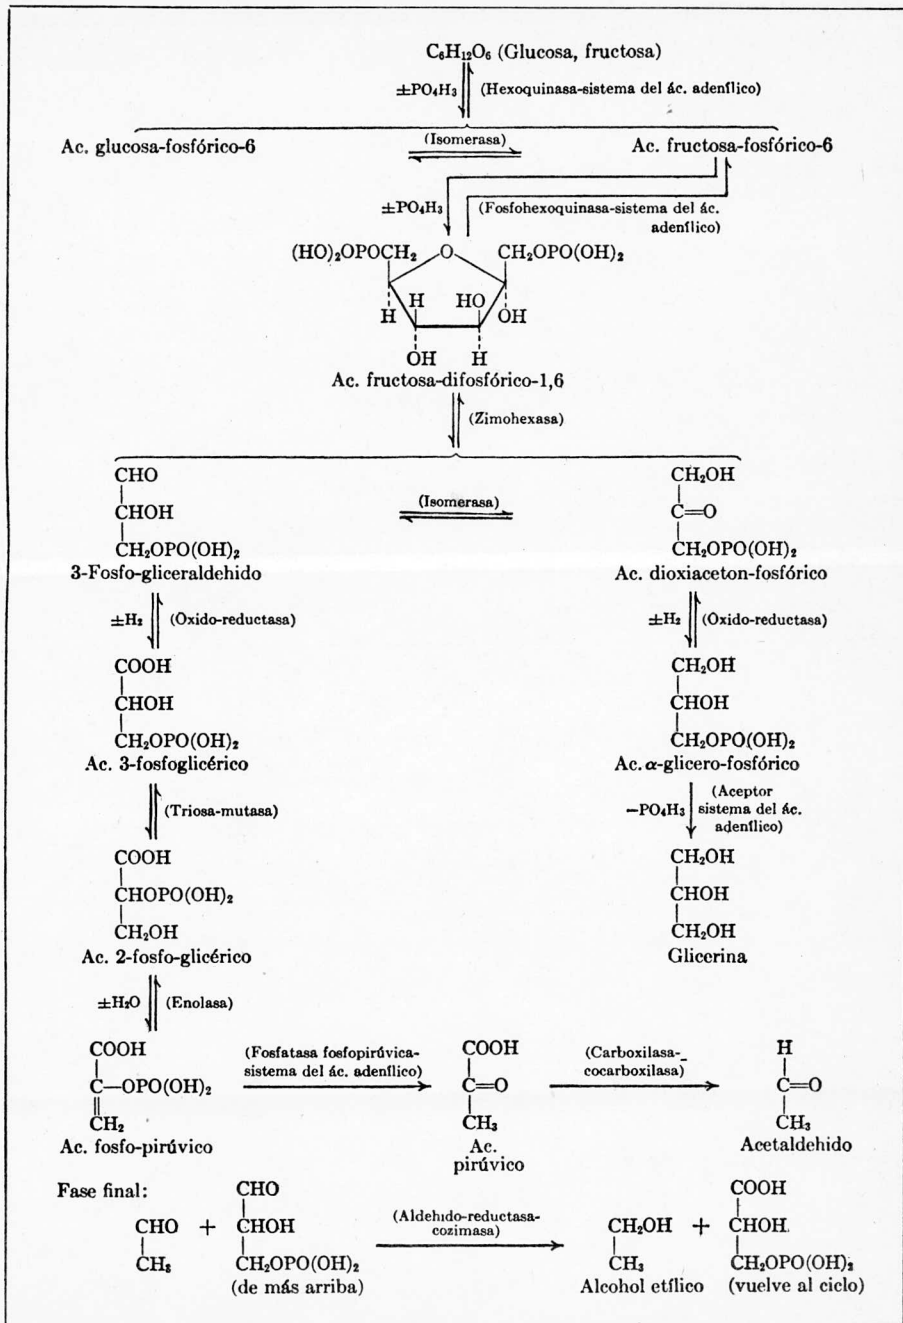 C₆H₁₂O₆ (Glucosa, fructosa)
±PO₄H₃ (Hexoquinasa-sistema del ác. adenílico)
Ac. glucosa-fosfórico-6 (Isomerasa) Ac. fructosa-fosfórico-6
±PO₄H₃ (Fosfohexoquinasa-sistema del ác.
adenílico)
(HO)₂OPOCH₂ O CH₂OPO(OH)₂
H HO
H OH
OH H
Ac. fructosa-difosfórico-1,6
(Zimohexasa)
CHO CH₂OH
CHOH (Isomerasa) C=O
CH₂OPO(OH)₂ CH₂OPO(OH)₂
3-Fosfo-gliceraldehido Ac. dioxiaceton-fosfórico
±H₂ (Oxido-reductasa) ±H₂ (Oxido-reductasa)
COOH CH₂OH
CHOH CHOH
CH₂OPO(OH)₂ CH₂OPO(OH)₂
Ac. 3-fosfoglicérico Ac. α-glicero-fosfórico
(Triosa-mutasa) −PO₄H₃ (Aceptor
sistema del ác.
adenílico)
COOH CH₂OH
CHOPO(OH)₂ CHOH
CH₂OH CH₂OH
Ac. 2-fosfo-glicérico Glicerina
±H₂O (Enolasa)
COOH (Fosfatasa fosfopirúvica- COOH (Carboxilasa- H
sistema del ác. adenílico) cocarboxilasa)
C—OPO(OH)₂ C=O C=O
CH₂ CH₃ CH₃
Ac. fosfo-pirúvico Ac. Acetaldehido
pirúvico
Fase final: CHO COOH
CHO + CHOH (Aldehido-reductasa- CH₂OH + CHOH
cozimasa)
CH₃ CH₂OPO(OH)₂ CH₃ CH₂OPO(OH)₂
(de más arriba) Alcohol etílico (vuelve al ciclo)